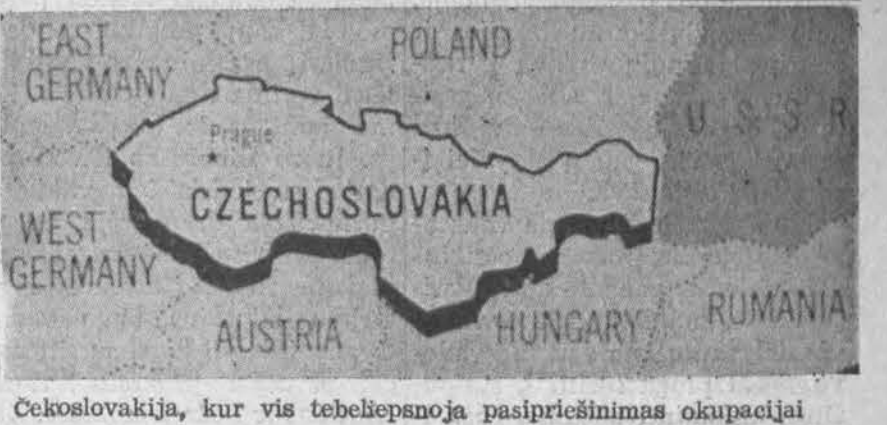 EAST
GERMANY
POLAND
U S S R
Prague
CZECHOSLOVAKIA
WEST
GERMANY
AUSTRIA
HUNGARY
RUMANIA
Čekoslovakija, kur vis tebeliepsnoja pasipriešinimas okupacijai